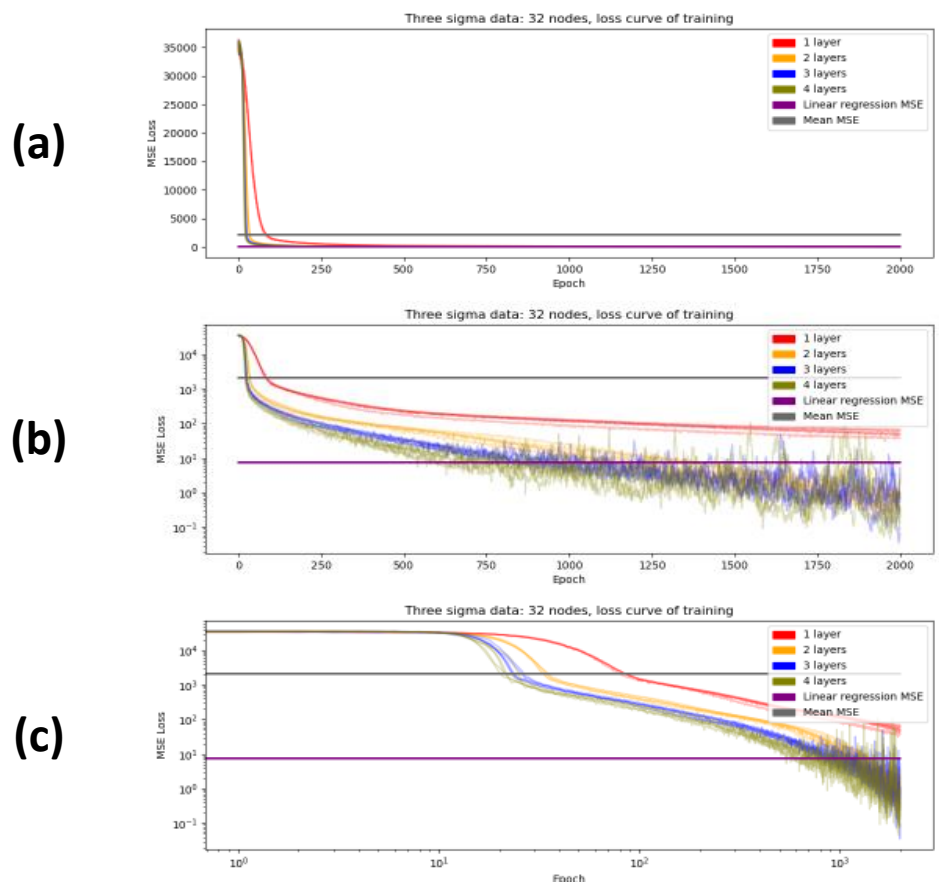 (a)
Three sigma data: 32 nodes, loss curve of training
MSE Loss
35000
30000
25000
20000
15000
10000
5000
0
1 layer
2 layers
3 layers
4 layers
Linear regression MSE
Mean MSE
0 250 500 750 1000 1250 1500 1750 2000
Epoch
(b)
Three sigma data: 32 nodes, loss curve of training
MSE Loss
10⁴
10³
10²
10¹
10⁰
10⁻¹
1 layer
2 layers
3 layers
4 layers
Linear regression MSE
Mean MSE
0 250 500 750 1000 1250 1500 1750 2000
Epoch
(c)
Three sigma data: 32 nodes, loss curve of training
MSE Loss
10⁴
10³
10²
10¹
10⁰
10⁻¹
1 layer
2 layers
3 layers
4 layers
Linear regression MSE
Mean MSE
10⁰ 10¹ 10² 10³
Epoch